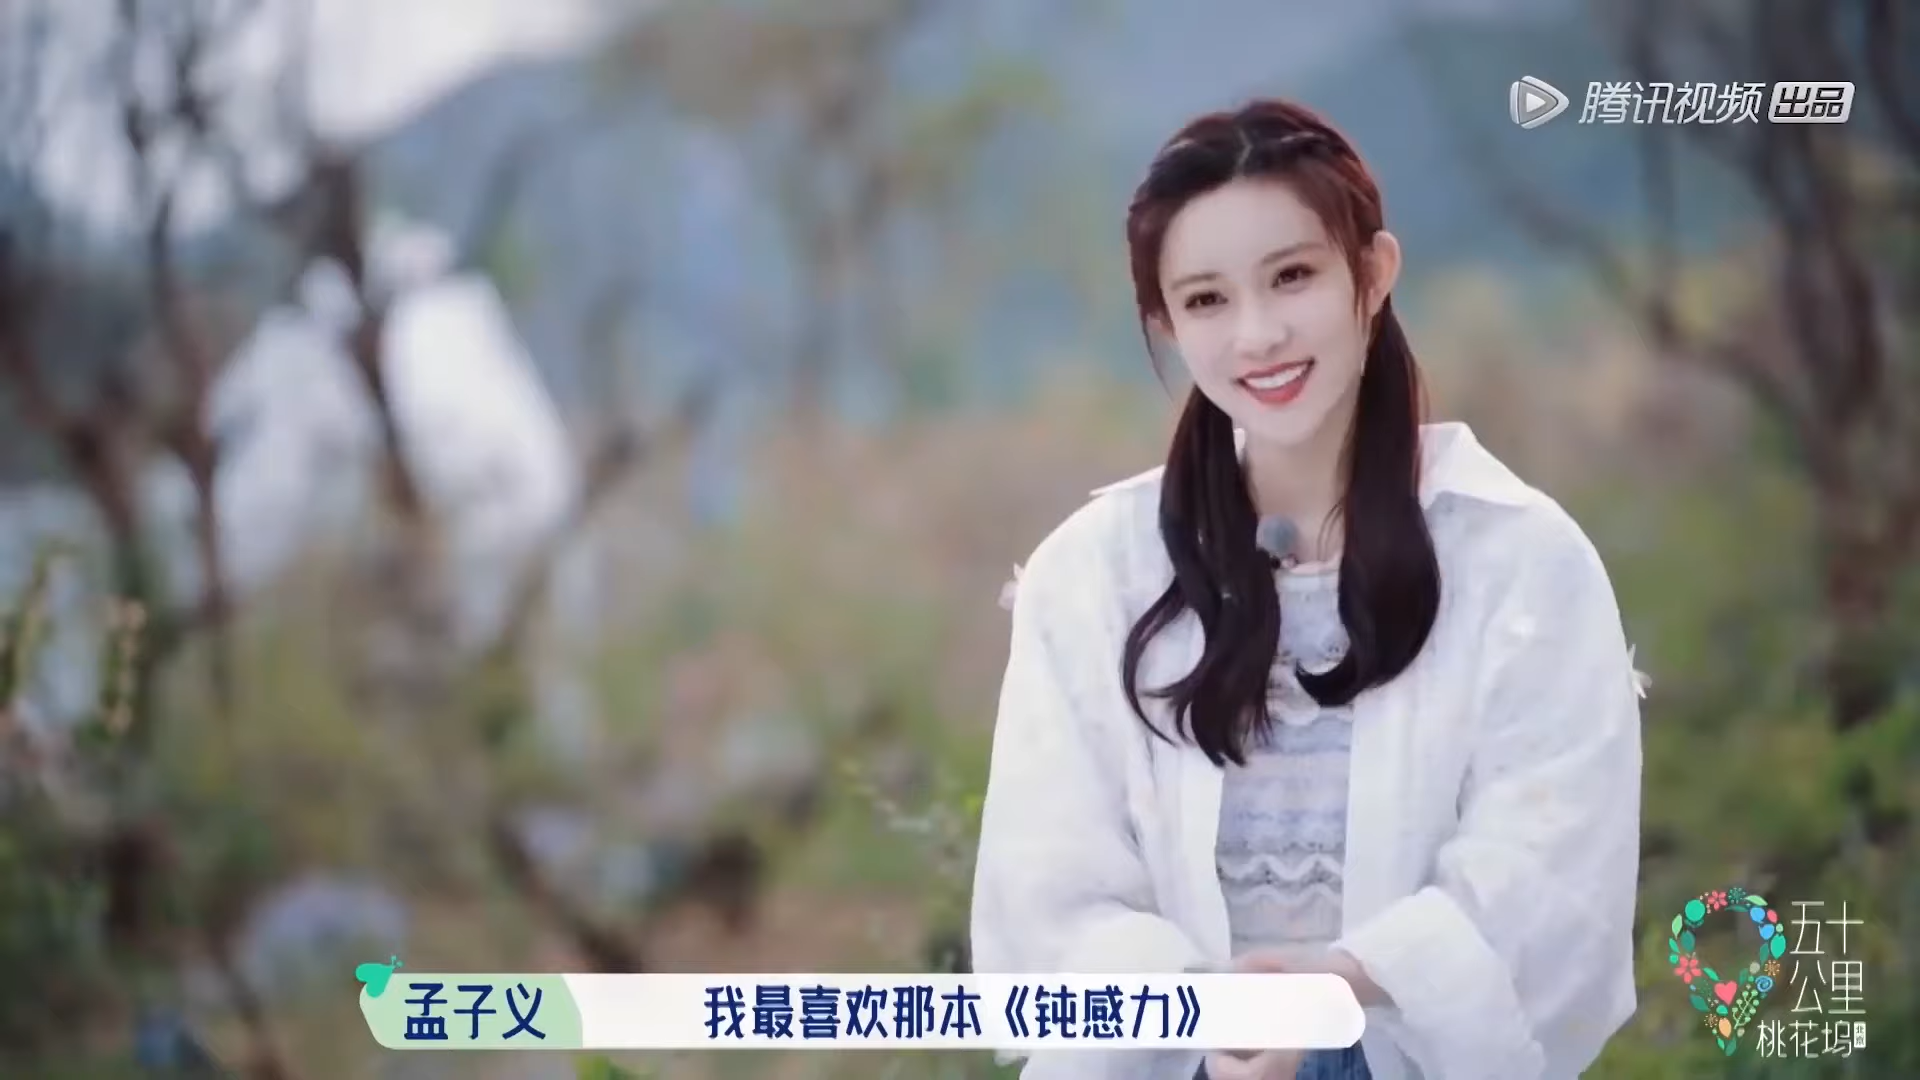 腾讯视频 出品
孟子义 我最喜欢那本《钝感力》
五十
公里
桃花坞